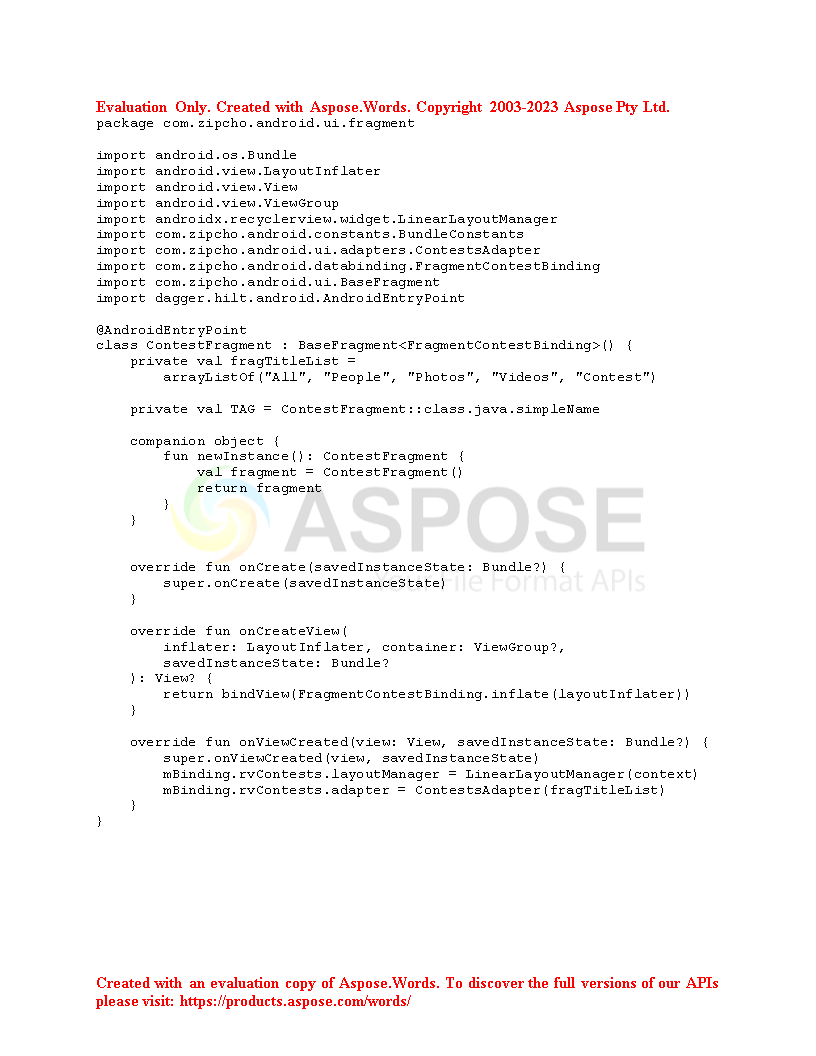 Evaluation Only. Created with Aspose.Words. Copyright 2003-2023 Aspose Pty Ltd.
package com.zipcho.android.ui.fragment

import android.os.Bundle
import android.view.LayoutInflater
import android.view.View
import android.view.ViewGroup
import androidx.recyclerview.widget.LinearLayoutManager
import com.zipcho.android.constants.BundleConstants
import com.zipcho.android.ui.adapters.ContestsAdapter
import com.zipcho.android.databinding.FragmentContestBinding
import com.zipcho.android.ui.BaseFragment
import dagger.hilt.android.AndroidEntryPoint

@AndroidEntryPoint
class ContestFragment : BaseFragment<FragmentContestBinding>() {
    private val fragTitleList =
        arrayListOf("All", "People", "Photos", "Videos", "Contest")

    private val TAG = ContestFragment::class.java.simpleName

    companion object {
        fun newInstance(): ContestFragment {
            val fragment = ContestFragment()
            return fragment
        }
    }
ASPOSE

    override fun onCreate(savedInstanceState: Bundle?) {
        super.onCreate(savedInstanceState)
File Format APIs
    }

    override fun onCreateView(
        inflater: LayoutInflater, container: ViewGroup?,
        savedInstanceState: Bundle?
    ): View? {
        return bindView(FragmentContestBinding.inflate(layoutInflater))
    }

    override fun onViewCreated(view: View, savedInstanceState: Bundle?) {
        super.onViewCreated(view, savedInstanceState)
        mBinding.rvContests.layoutManager = LinearLayoutManager(context)
        mBinding.rvContests.adapter = ContestsAdapter(fragTitleList)
    }
}

Created with an evaluation copy of Aspose.Words. To discover the full versions of our APIs
please visit: https://products.aspose.com/words/